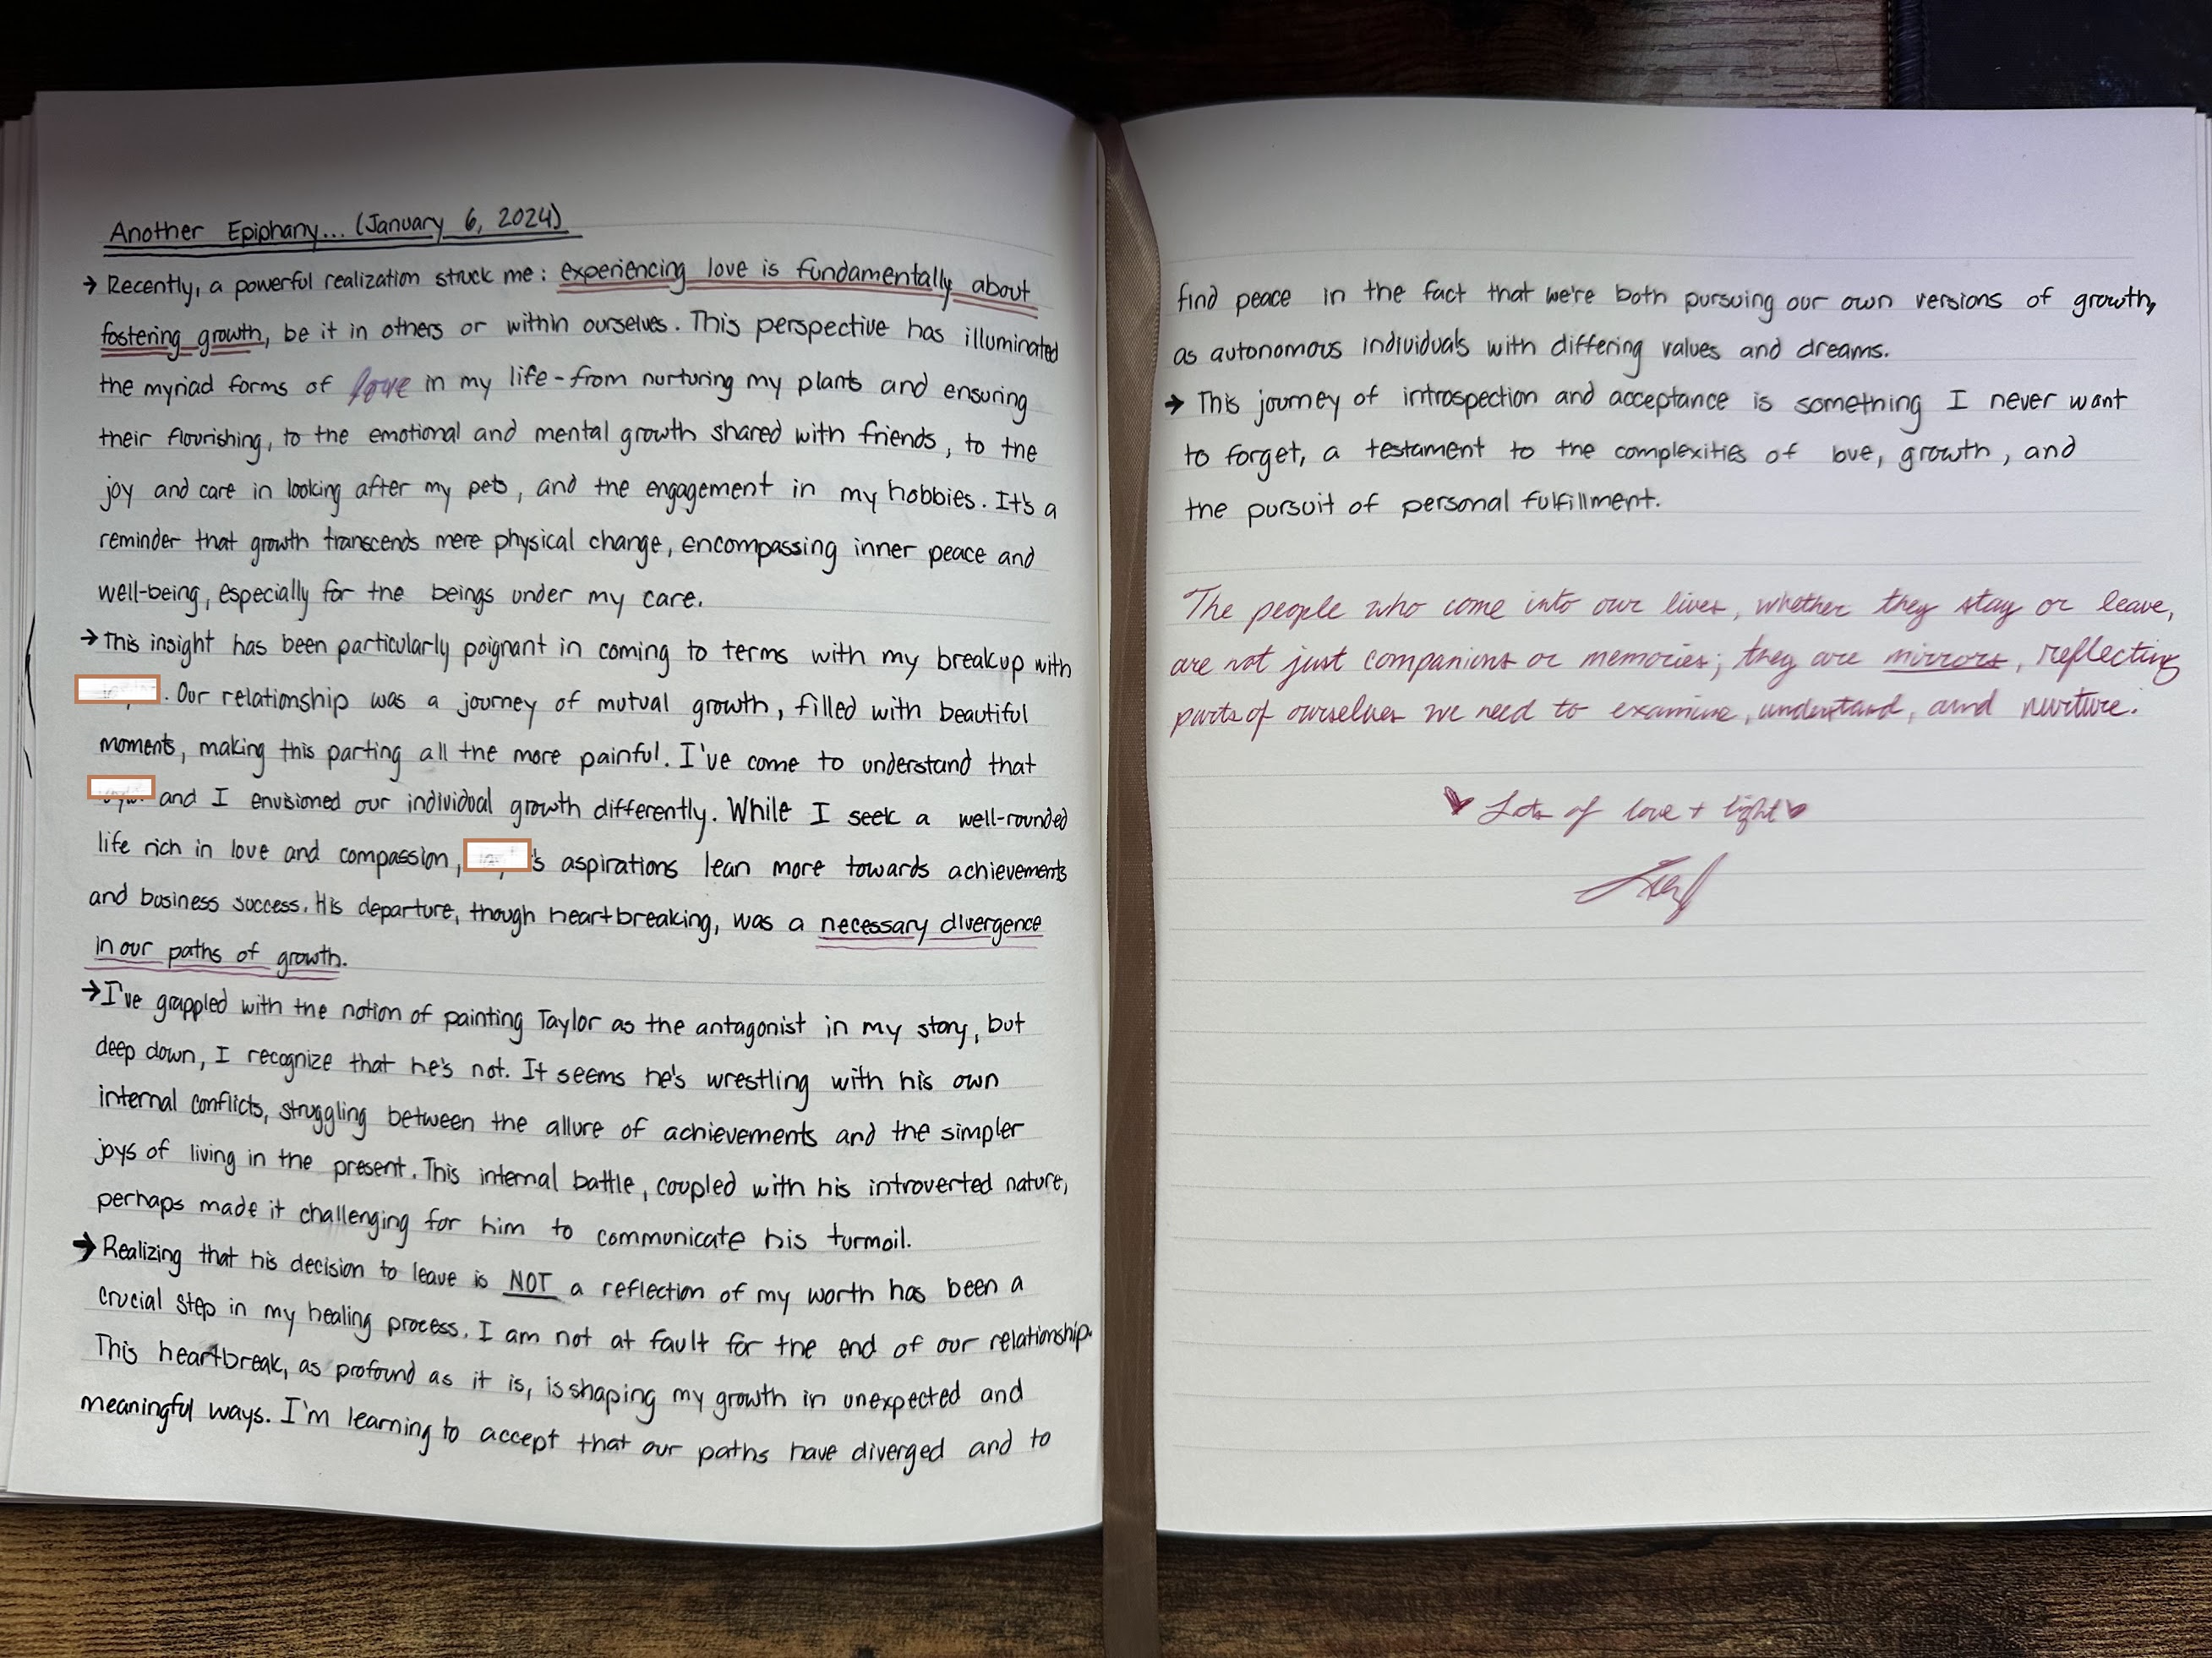 Another Epiphany... (January 6, 2024)
→ Recently, a powerful realization struck me: experiencing love is fundamentally about
fostering growth, be it in others or within ourselves. This perspective has illuminated
the myriad forms of love in my life - from nurturing my plants and ensuring
their flourishing, to the emotional and mental growth shared with friends, to the
joy and care in looking after my pets, and the engagement in my hobbies. It's a
reminder that growth transcends mere physical change, encompassing inner peace and
well-being, especially for the beings under my care.
→ This insight has been particularly poignant in coming to terms with my breakup with
. Our relationship was a journey of mutual growth, filled with beautiful
moments, making this parting all the more painful. I've come to understand that
and I envisioned our individual growth differently. While I seek a well-rounded
life rich in love and compassion, 's aspirations lean more towards achievements
and business success. His departure, though heartbreaking, was a necessary divergence
in our paths of growth.
→ I've grappled with the notion of painting Taylor as the antagonist in my story, but
deep down, I recognize that he's not. It seems he's wrestling with his own
internal conflicts, struggling between the allure of achievements and the simpler
joys of living in the present. This internal battle, coupled with his introverted nature,
perhaps made it challenging for him to communicate his turmoil.
→ Realizing that his decision to leave is NOT a reflection of my worth has been a
crucial step in my healing process. I am not at fault for the end of our relationship.
This heartbreak, as profound as it is, is shaping my growth in unexpected and
meaningful ways. I'm learning to accept that our paths have diverged and to
find peace in the fact that we're both pursuing our own versions of growth,
as autonomous individuals with differing values and dreams.
→ This journey of introspection and acceptance is something I never want
to forget, a testament to the complexities of love, growth, and
the pursuit of personal fulfillment.
The people who come into our lives, whether they stay or leave,
are not just companions or memories; they are mirrors, reflecting
parts of ourselves we need to examine, understand, and nurture.
♥ Lots of love + light ♥